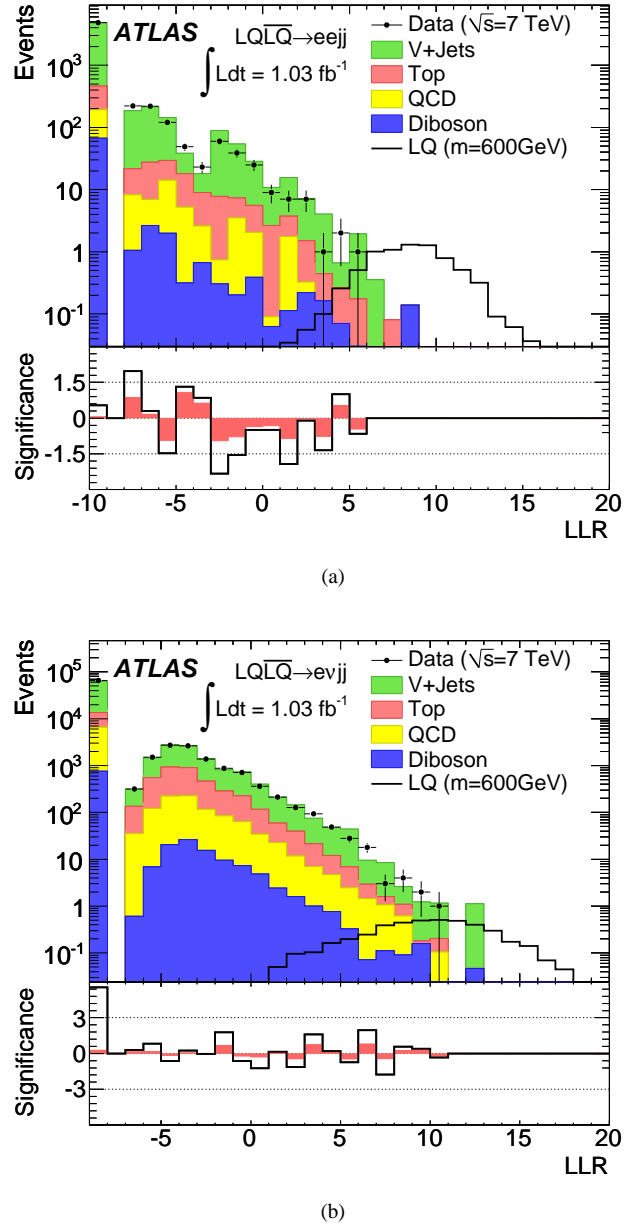 Events
ATLAS
LQL̅Q̅→eejj
∫Ldt = 1.03 fb⁻¹
Data (√s=7 TeV)
V+Jets
Top
QCD
Diboson
LQ (m=600GeV)
10³
10²
10
1
10⁻¹
Significance
1.5
0
-1.5
-10 -5 0 5 10 15 20
LLR
(a)
Events
ATLAS
LQL̅Q̅→eνjj
∫Ldt = 1.03 fb⁻¹
Data (√s=7 TeV)
V+Jets
Top
QCD
Diboson
LQ (m=600GeV)
10⁵
10⁴
10³
10²
10
1
10⁻¹
Significance
3
0
-3
-5 0 5 10 15 20
LLR
(b)